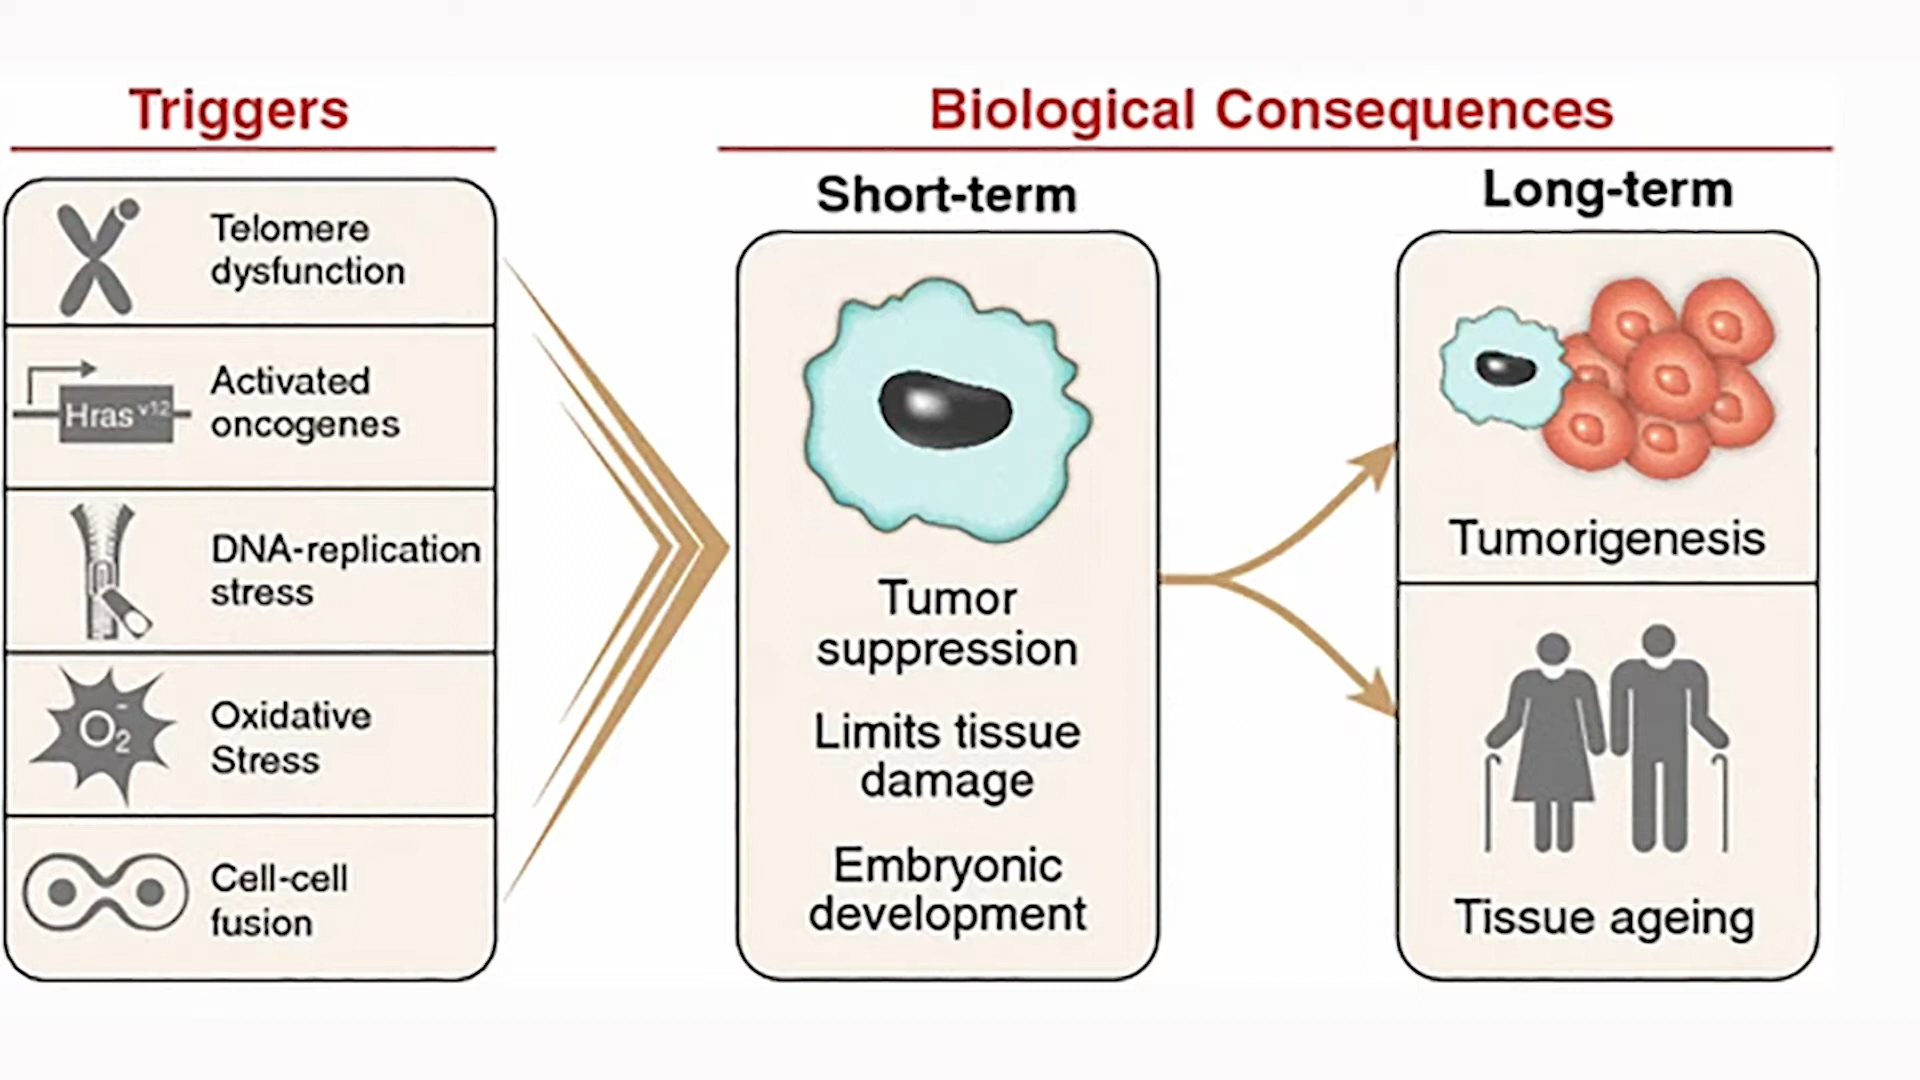 Triggers
Telomere
dysfunction
Hras v12
Activated
oncogenes
DNA-replication
stress
O2-
Oxidative
Stress
Cell-cell
fusion
Biological Consequences
Short-term
Tumor
suppression
Limits tissue
damage
Embryonic
development
Long-term
Tumorigenesis
Tissue ageing